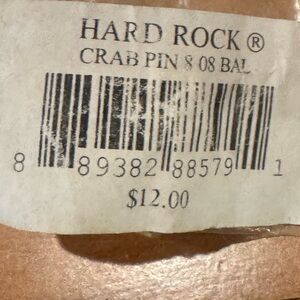 HARD ROCK ®
CRAB PIN 8 08 BAL
8 89382 88579 1
$12.00